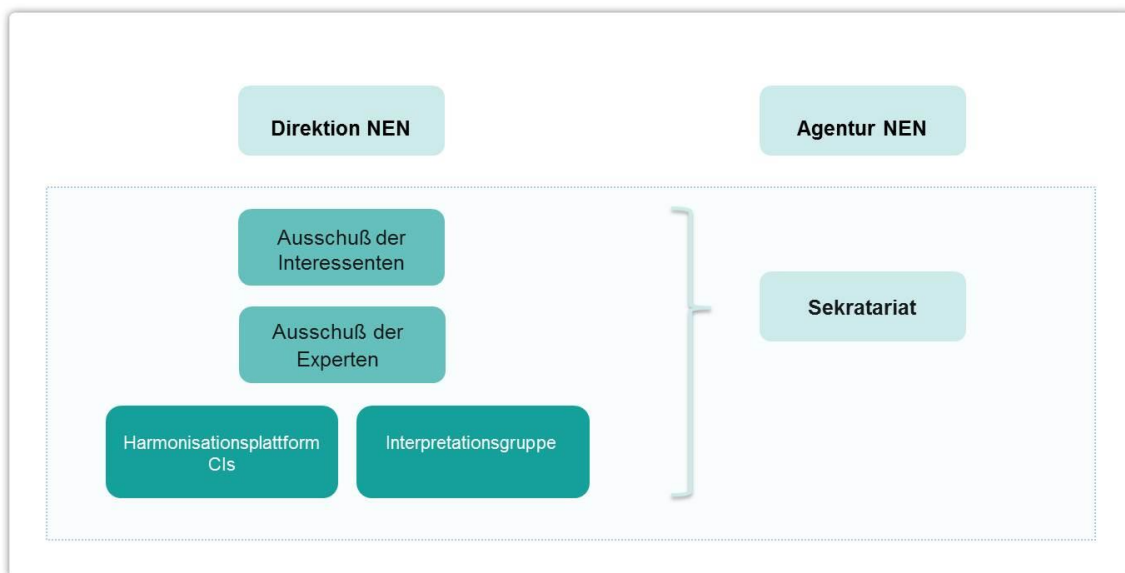 Direktion NEN
Agentur NEN
Ausschuß der
Interessenten
Sekratariat
Ausschuß der
Experten
Harmonisationsplattform
CIs
Interpretationsgruppe